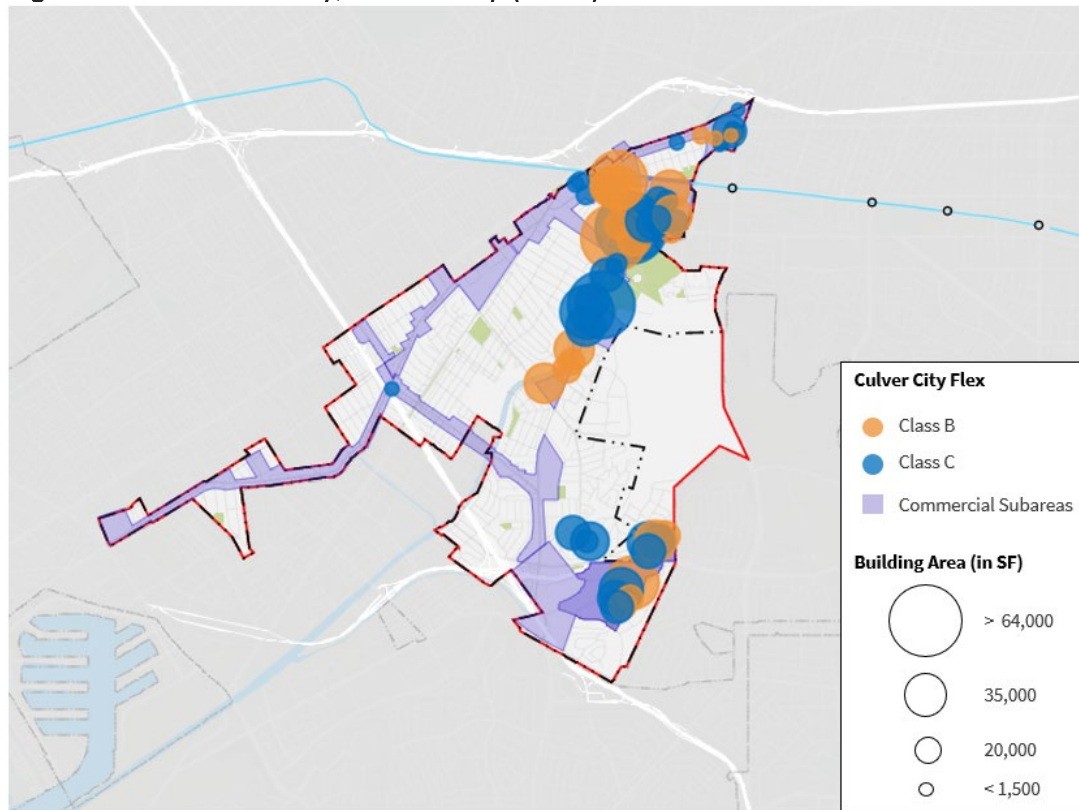 Culver City Flex
Class B
Class C
Commercial Subareas
Building Area (in SF)
> 64,000
35,000
20,000
< 1,500